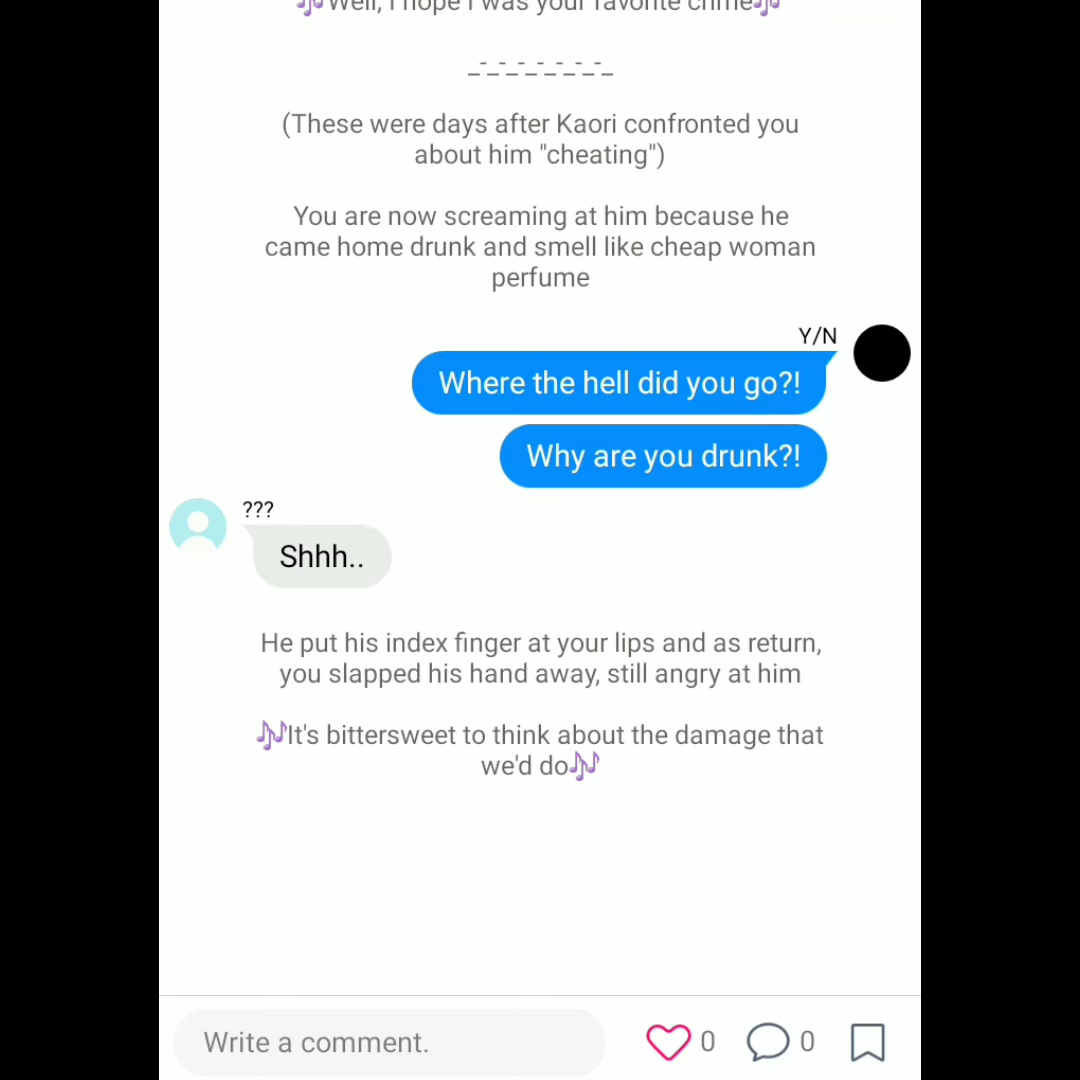 🎶Well, I hope I was your favorite crime🎶
_-_-_-_-_-_-_-_
(These were days after Kaori confronted you
about him "cheating")
You are now screaming at him because he
came home drunk and smell like cheap woman
perfume
Y/N
Where the hell did you go?!
Why are you drunk?!
???
Shhh..
He put his index finger at your lips and as return,
you slapped his hand away, still angry at him
🎶It's bittersweet to think about the damage that
we'd do🎶
Write a comment.
0
0